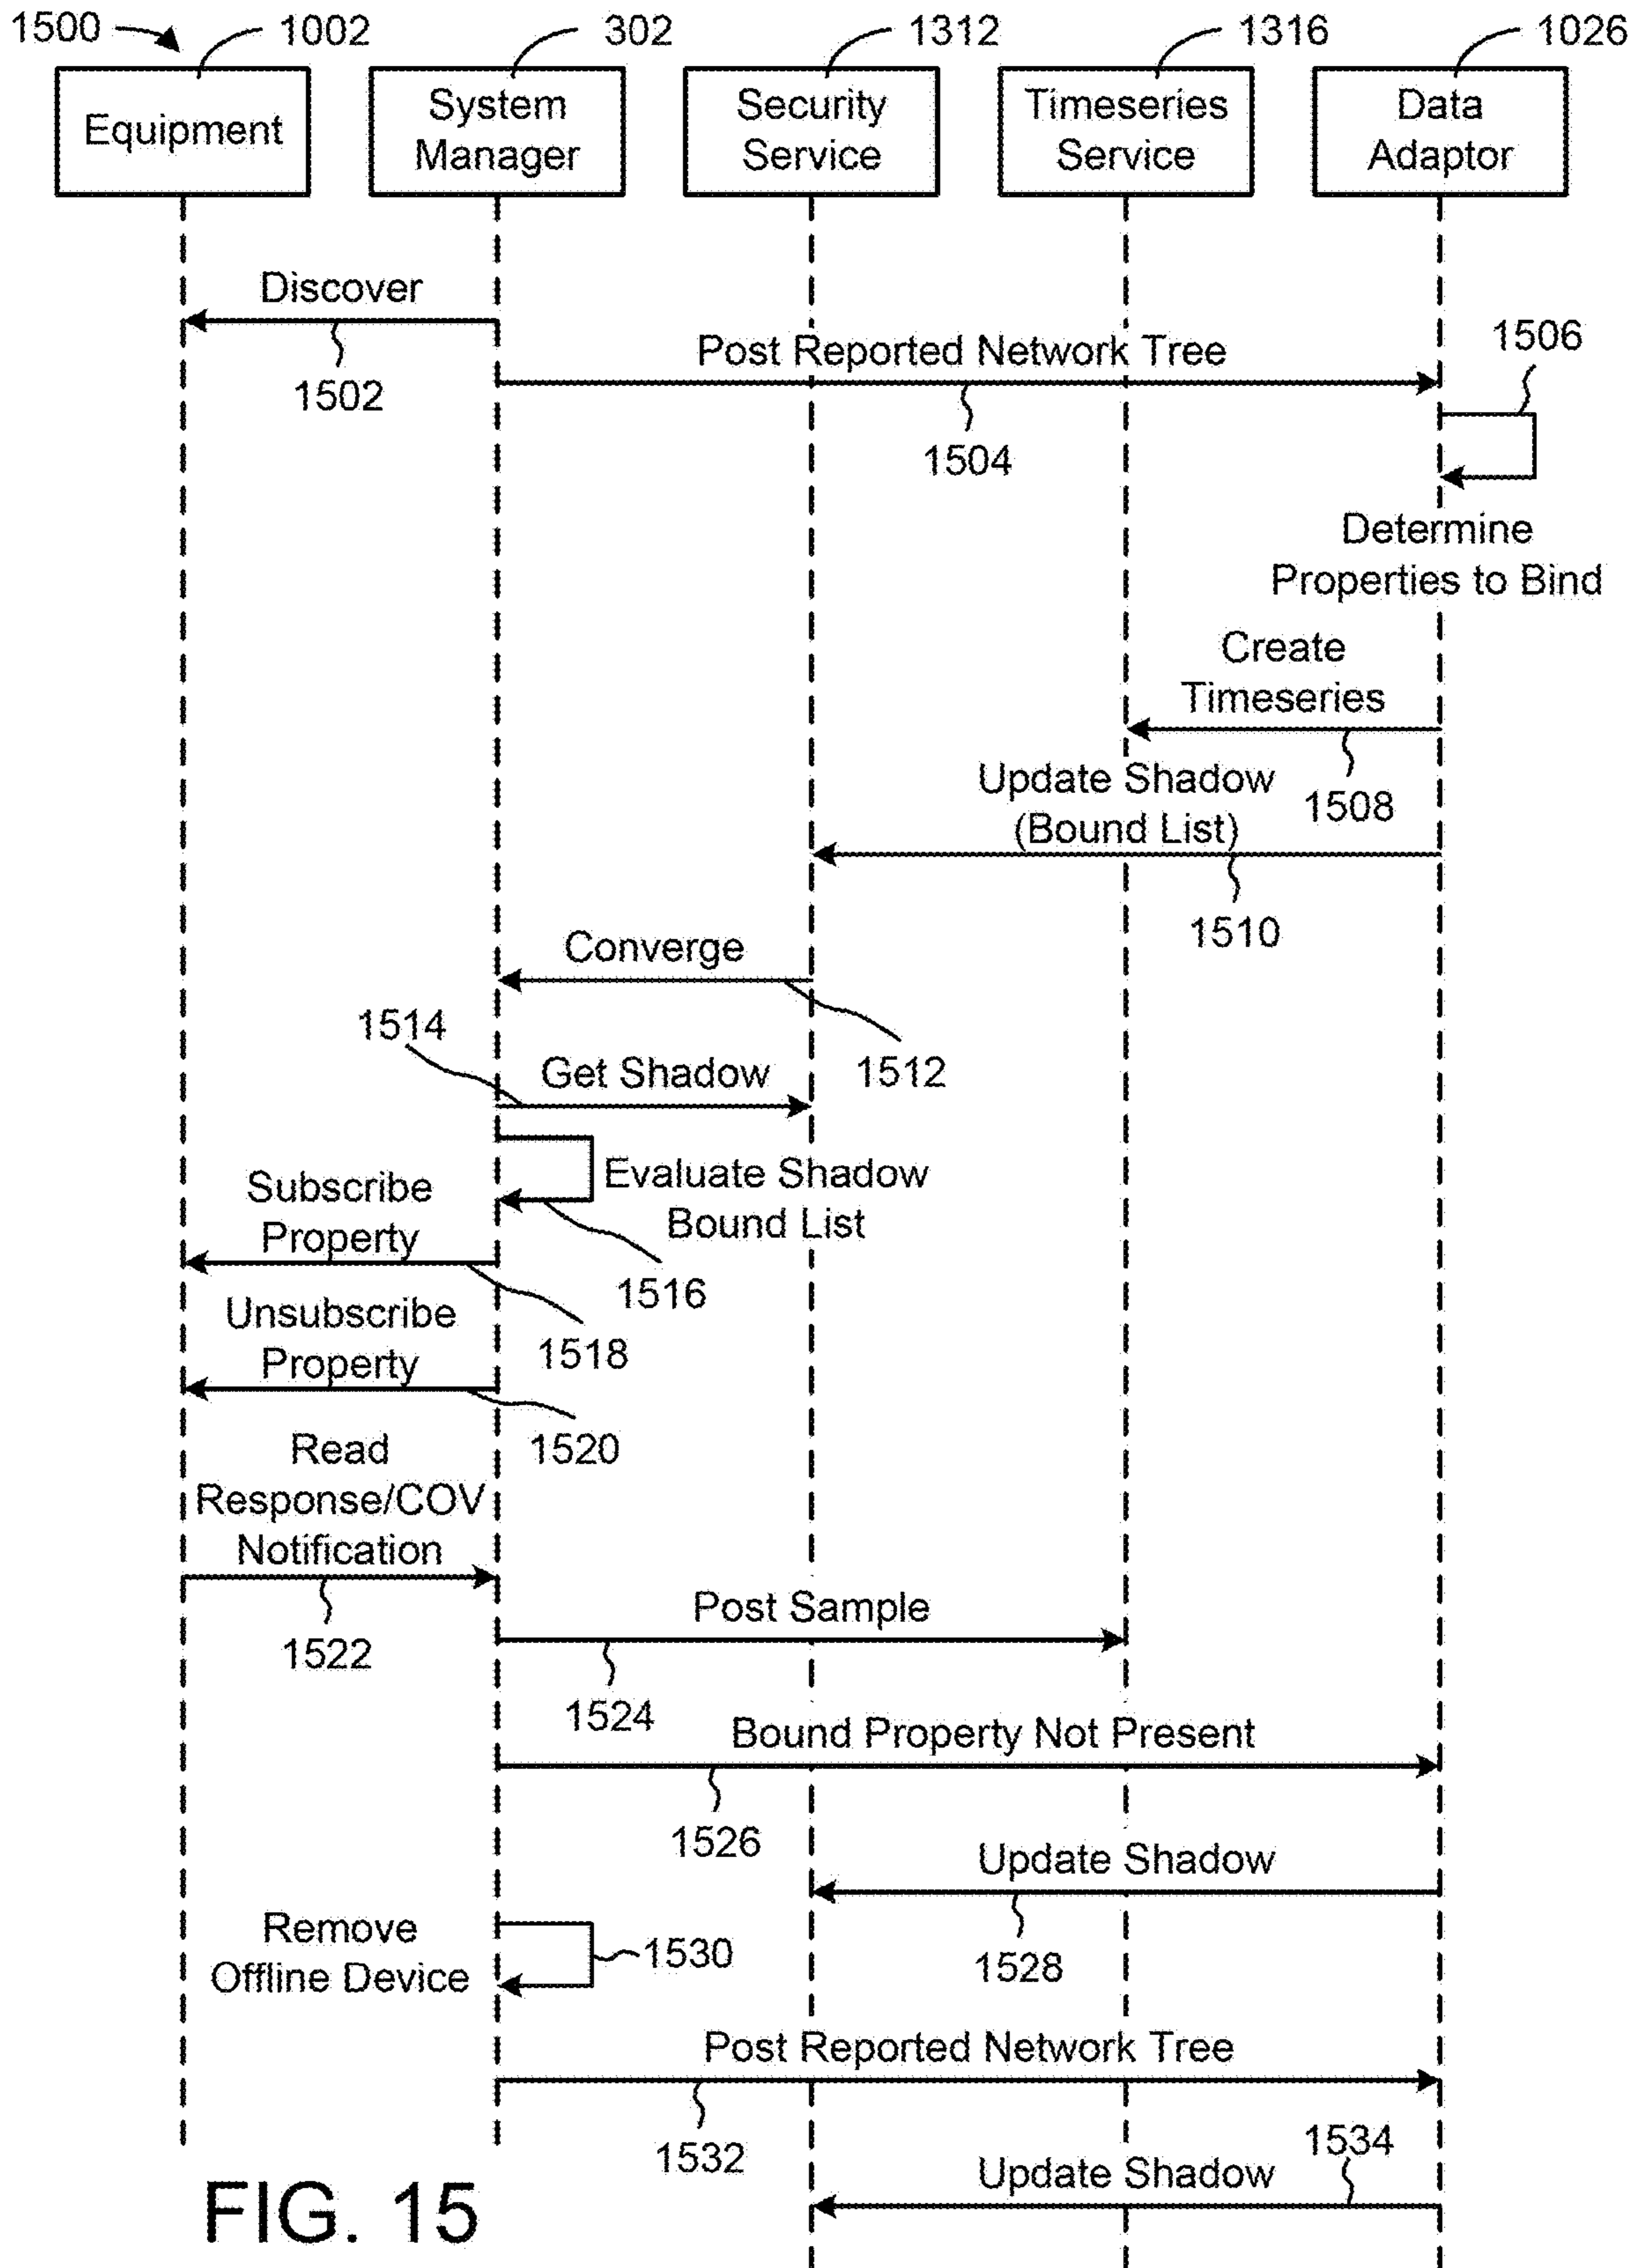 1500
1002
302
1312
1316
1026
Equipment
System
Manager
Security
Service
Timeseries
Service
Data
Adaptor
Discover
1502
Post Reported Network Tree
1504
1506
Determine
Properties to Bind
Create
Timeseries
1508
Update Shadow
(Bound List)
1510
Converge
1512
1514
Get Shadow
Evaluate Shadow
Bound List
1516
Subscribe
Property
1518
Unsubscribe
Property
1520
Read
Response/COV
Notification
1522
Post Sample
1524
Bound Property Not Present
1526
Update Shadow
1528
Remove
Offline Device
1530
Post Reported Network Tree
1532
Update Shadow
1534
FIG. 15